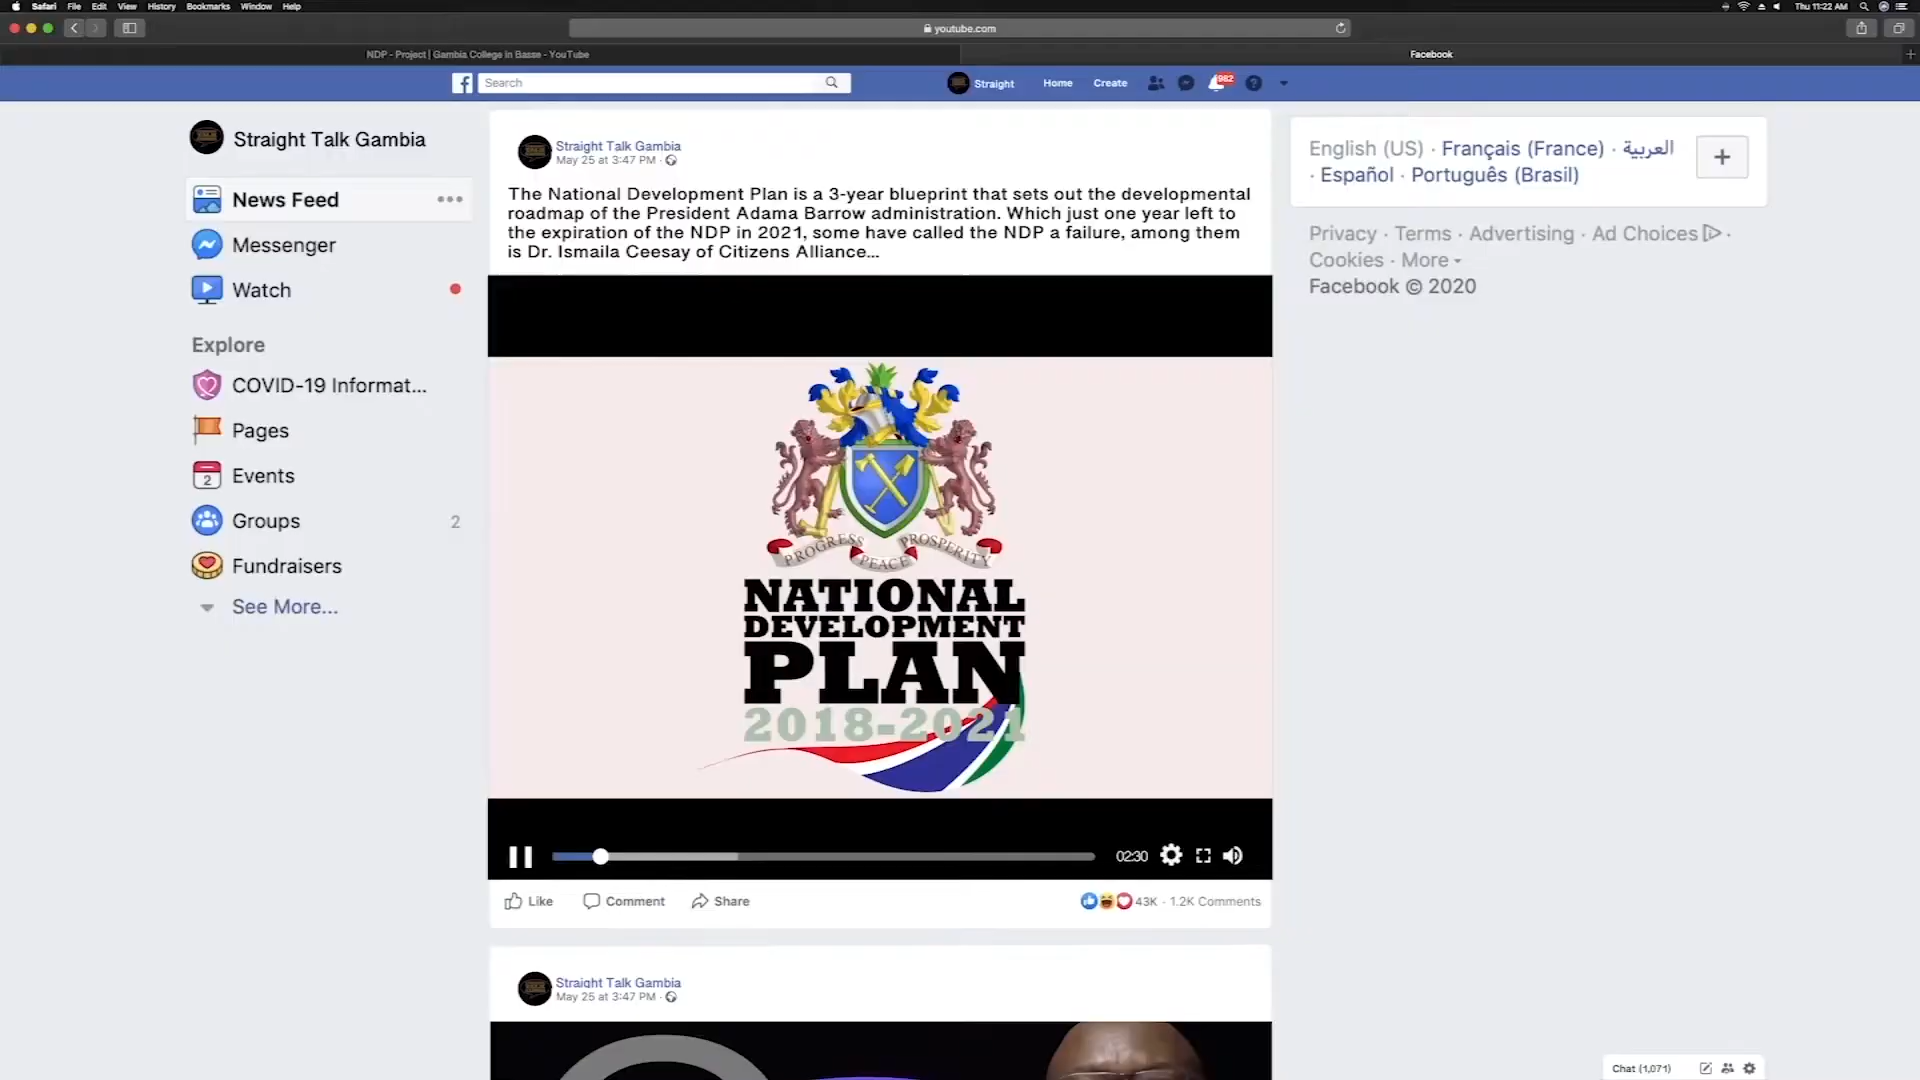 Safari File Edit View History Bookmarks Window Help
Thu 11:22 AM
youtube.com
NDP - Project | Gambia College in Basse - YouTube
Facebook
Search
Straight
Home
Create
982
Straight Talk Gambia
News Feed
Messenger
Watch
Explore
COVID-19 Informat...
Pages
Events
2
Groups
2
Fundraisers
See More...
Straight Talk Gambia
May 25 at 3:47 PM ·
The National Development Plan is a 3-year blueprint that sets out the developmental
roadmap of the President Adama Barrow administration. Which just one year left to
the expiration of the NDP in 2021, some have called the NDP a failure, among them
is Dr. Ismaila Ceesay of Citizens Alliance...
PROGRESS PEACE PROSPERITY
NATIONAL
DEVELOPMENT
PLAN
2018-2021
02:30
Like
Comment
Share
43K · 1.2K Comments
Straight Talk Gambia
May 25 at 3:47 PM ·
English (US) · Français (France) · العربية
· Español · Português (Brasil)
Privacy · Terms · Advertising · Ad Choices ·
Cookies · More
Facebook © 2020
Chat (1,071)